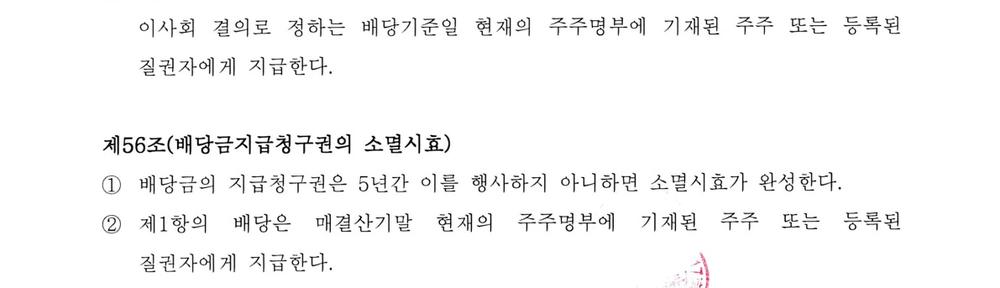 이사회 결의로 정하는 배당기준일 현재의 주주명부에 기재된 주주 또는 등록된
질권자에게 지급한다.
제56조(배당금지급청구권의 소멸시효)
① 배당금의 지급청구권은 5년간 이를 행사하지 아니하면 소멸시효가 완성한다.
② 제1항의 배당은 매결산기말 현재의 주주명부에 기재된 주주 또는 등록된
질권자에게 지급한다.